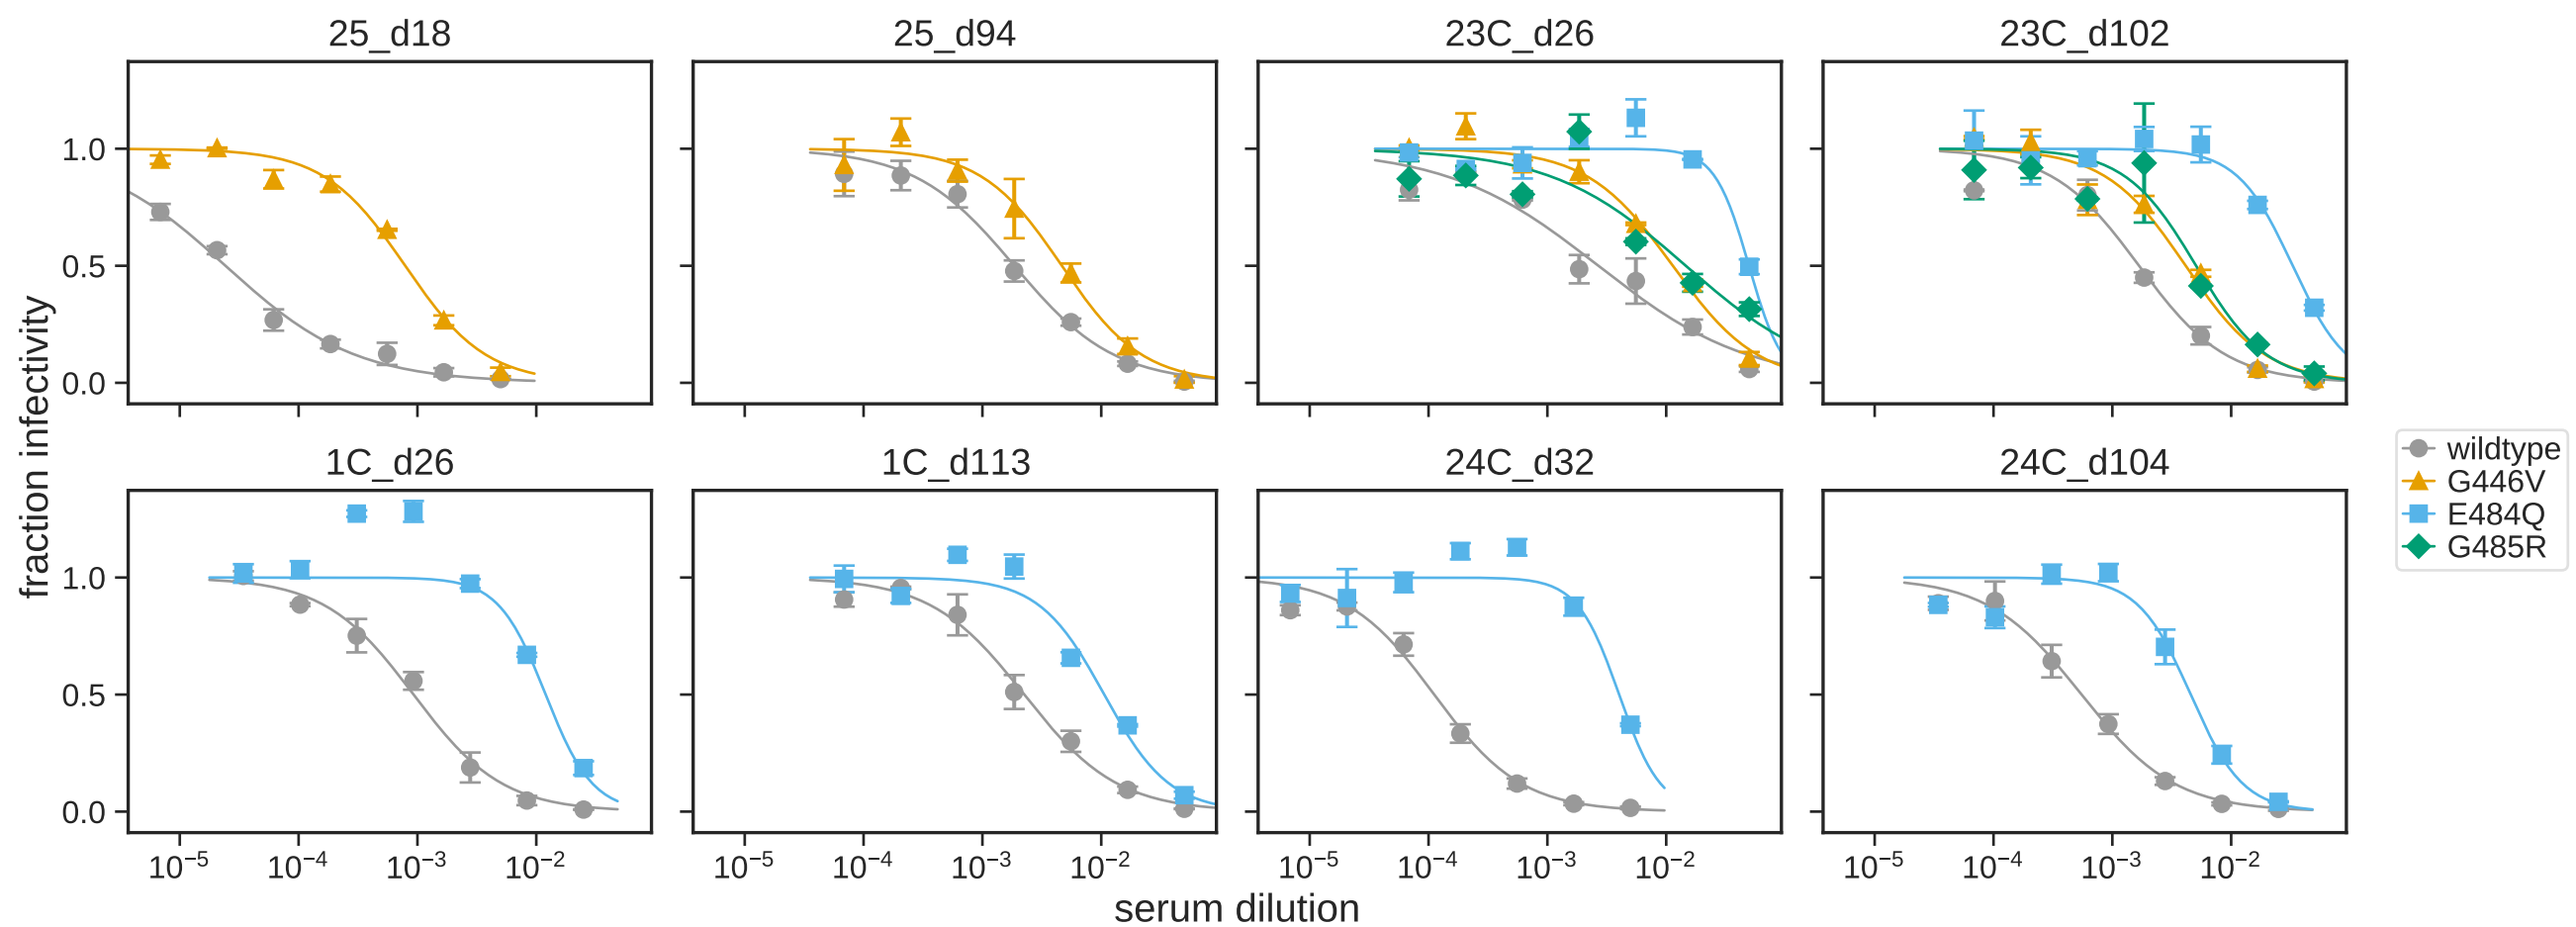 25_d18
25_d94
23C_d26
23C_d102
1.0
0.5
0.0
fraction infectivity
1C_d26
1C_d113
24C_d32
24C_d104
1.0
0.5
0.0
10⁻⁵ 10⁻⁴ 10⁻³ 10⁻²
10⁻⁵ 10⁻⁴ 10⁻³ 10⁻²
10⁻⁵ 10⁻⁴ 10⁻³ 10⁻²
10⁻⁵ 10⁻⁴ 10⁻³ 10⁻²
serum dilution
wildtype
G446V
E484Q
G485R